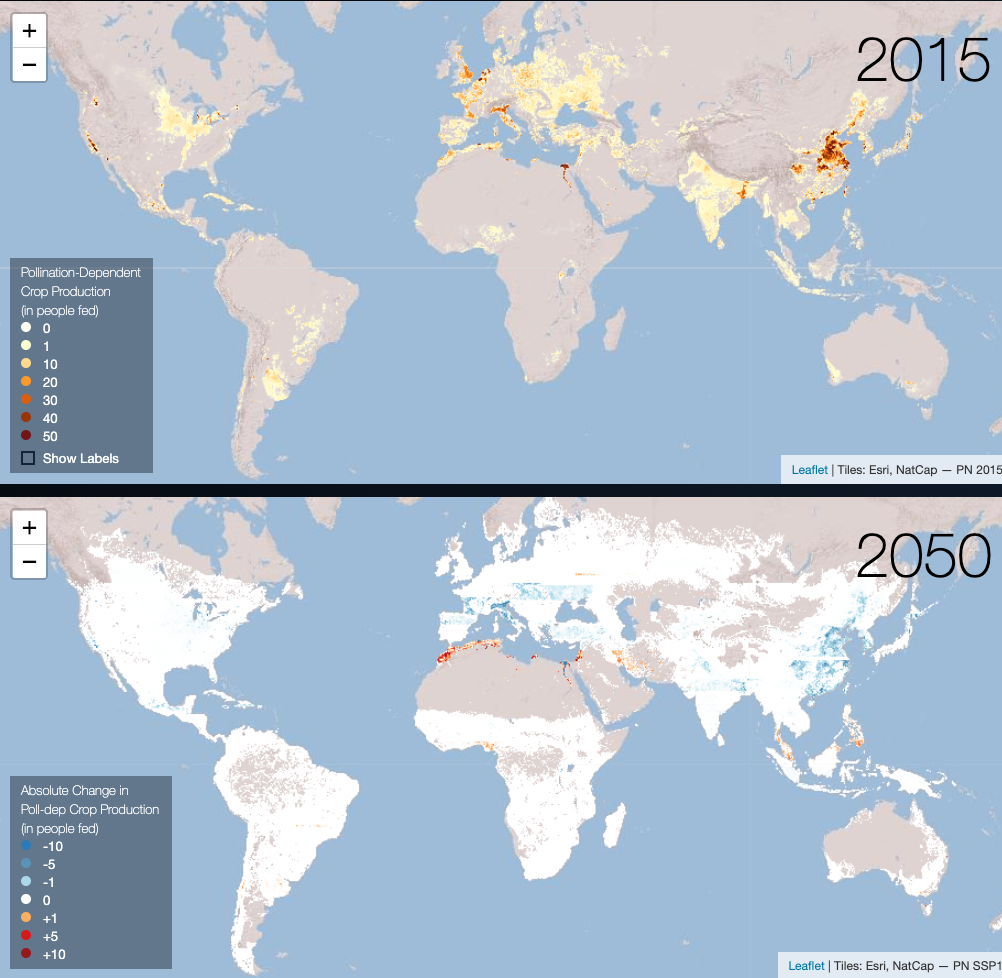 +
2015
−
Pollination-Dependent
Crop Production
(in people fed)
0
1
10
20
30
40
50
Show Labels
Leaflet | Tiles: Esri, NatCap — PN 2015
+
2050
−
Absolute Change in
Poll-dep Crop Production
(in people fed)
-10
-5
-1
0
+1
+5
+10
Leaflet | Tiles: Esri, NatCap — PN SSP1